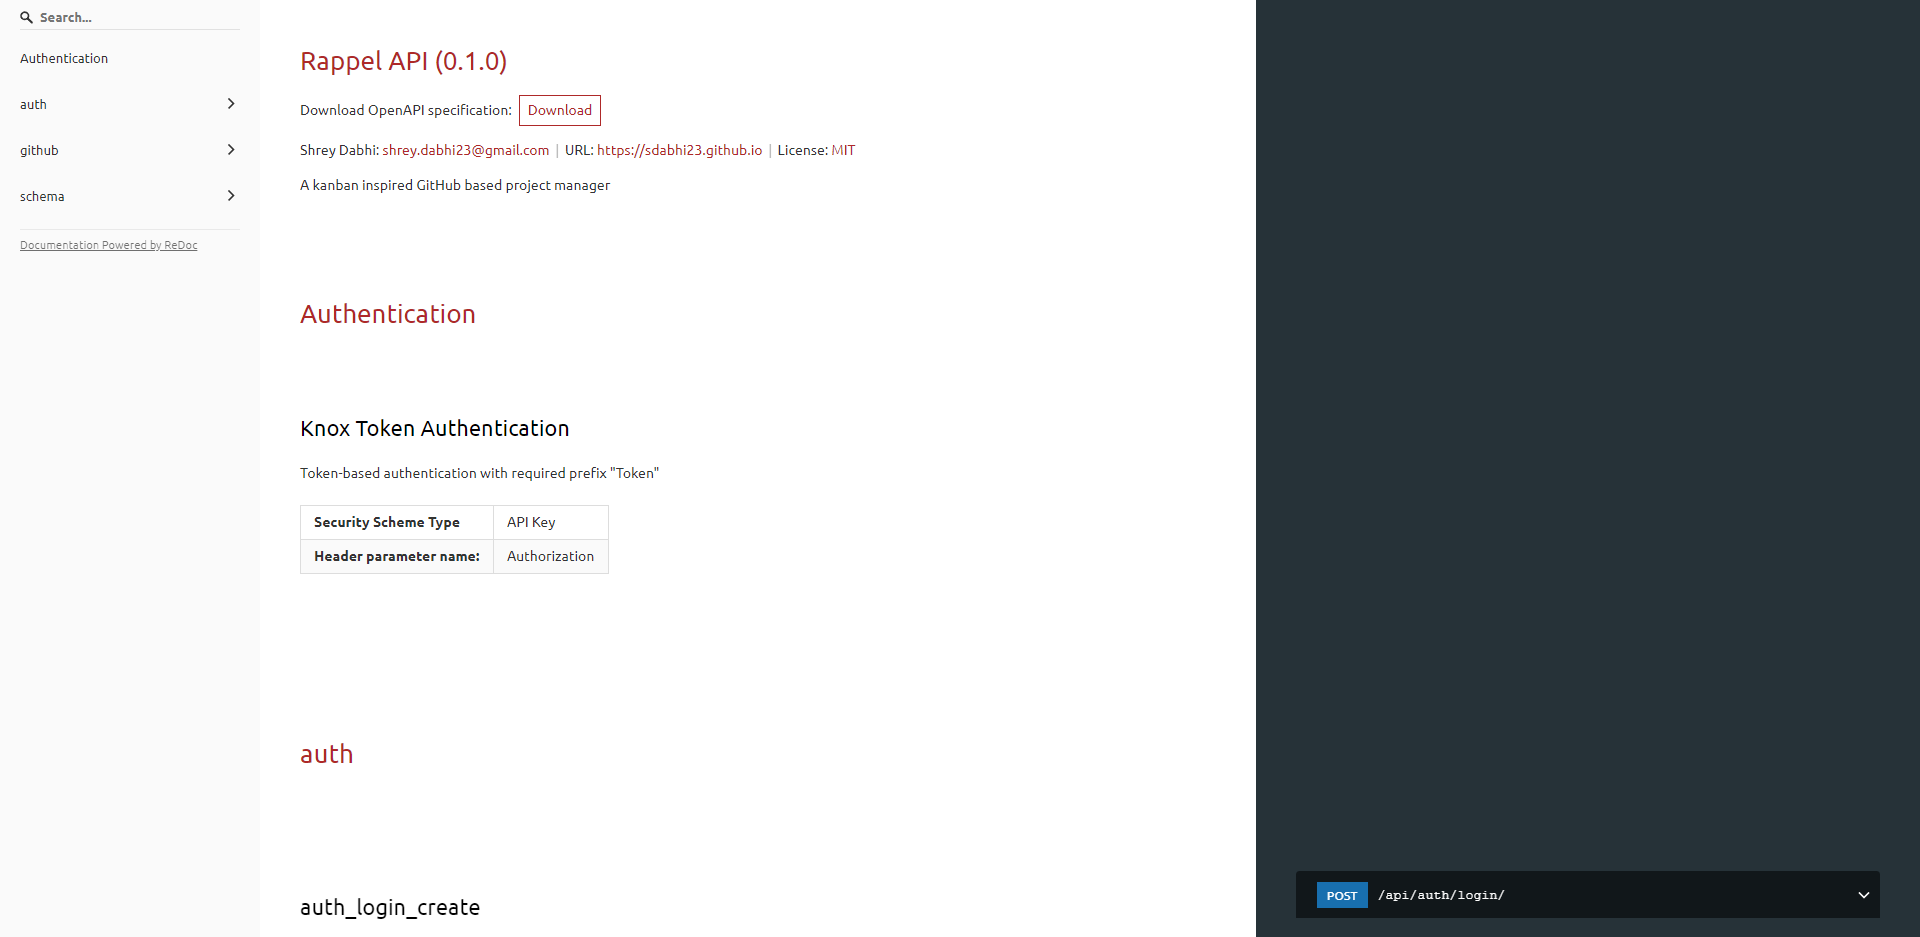 Search...
Authentication
auth
github
schema
Documentation Powered by ReDoc
Rappel API (0.1.0)
Download OpenAPI specification: Download
Shrey Dabhi: shrey.dabhi23@gmail.com | URL: https://sdabhi23.github.io | License: MIT
A kanban inspired GitHub based project manager
Authentication
Knox Token Authentication
Token-based authentication with required prefix "Token"
Security Scheme Type API Key
Header parameter name: Authorization
auth
auth_login_create
POST /api/auth/login/